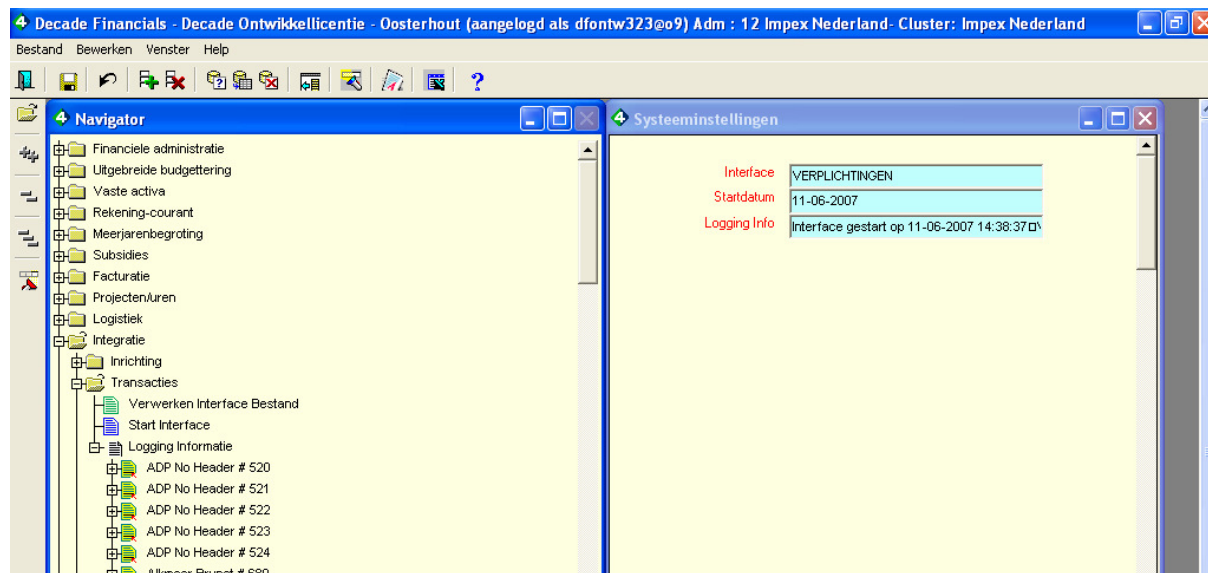 Decade Financials - Decade Ontwikkellicentie - Oosterhout (aangelogd als dfontw323@o9) Adm : 12 Impex Nederland- Cluster: Impex Nederland
Bestand Bewerken Venster Help
Navigator
Financiele administratie
Uitgebreide budgettering
Vaste activa
Rekening-courant
Meerjarenbegroting
Subsidies
Facturatie
Projecten/uren
Logistiek
Integratie
Inrichting
Transacties
Verwerken Interface Bestand
Start Interface
Logging Informatie
ADP No Header # 520
ADP No Header # 521
ADP No Header # 522
ADP No Header # 523
ADP No Header # 524
Systeeminstellingen
Interface VERPLICHTINGEN
Startdatum 11-06-2007
Logging Info Interface gestart op 11-06-2007 14:38:37